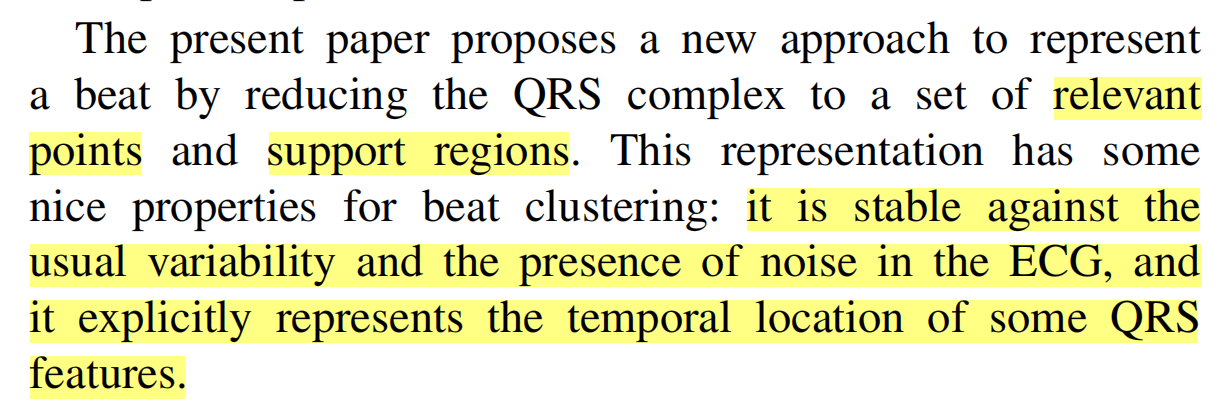 The present paper proposes a new approach to represent
a beat by reducing the QRS complex to a set of relevant
points and support regions. This representation has some
nice properties for beat clustering: it is stable against the
usual variability and the presence of noise in the ECG, and
it explicitly represents the temporal location of some QRS
features.